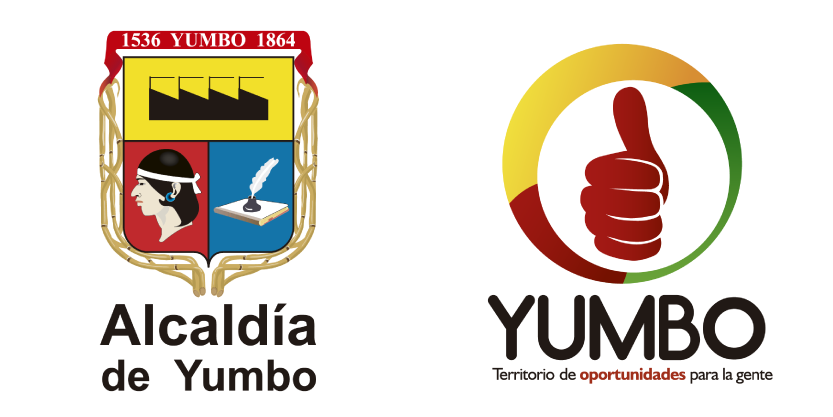 1536 YUMBO 1864
Alcaldía
de Yumbo
YUMBO
Territorio de oportunidades para la gente